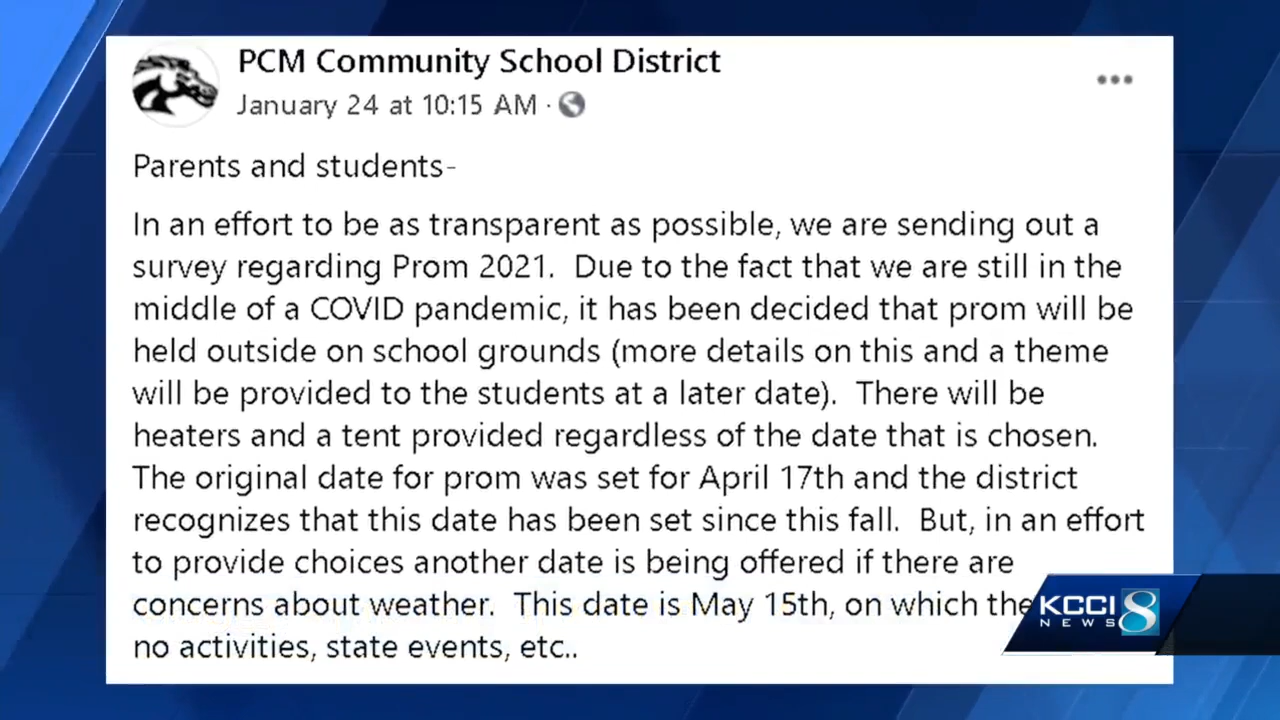 PCM Community School District
January 24 at 10:15 AM ·
Parents and students-
In an effort to be as transparent as possible, we are sending out a
survey regarding Prom 2021. Due to the fact that we are still in the
middle of a COVID pandemic, it has been decided that prom will be
held outside on school grounds (more details on this and a theme
will be provided to the students at a later date). There will be
heaters and a tent provided regardless of the date that is chosen.
The original date for prom was set for April 17th and the district
recognizes that this date has been set since this fall. But, in an effort
to provide choices another date is being offered if there are
concerns about weather. This date is May 15th, on which
no activities, state events, etc..
KCCI 8
NEWS